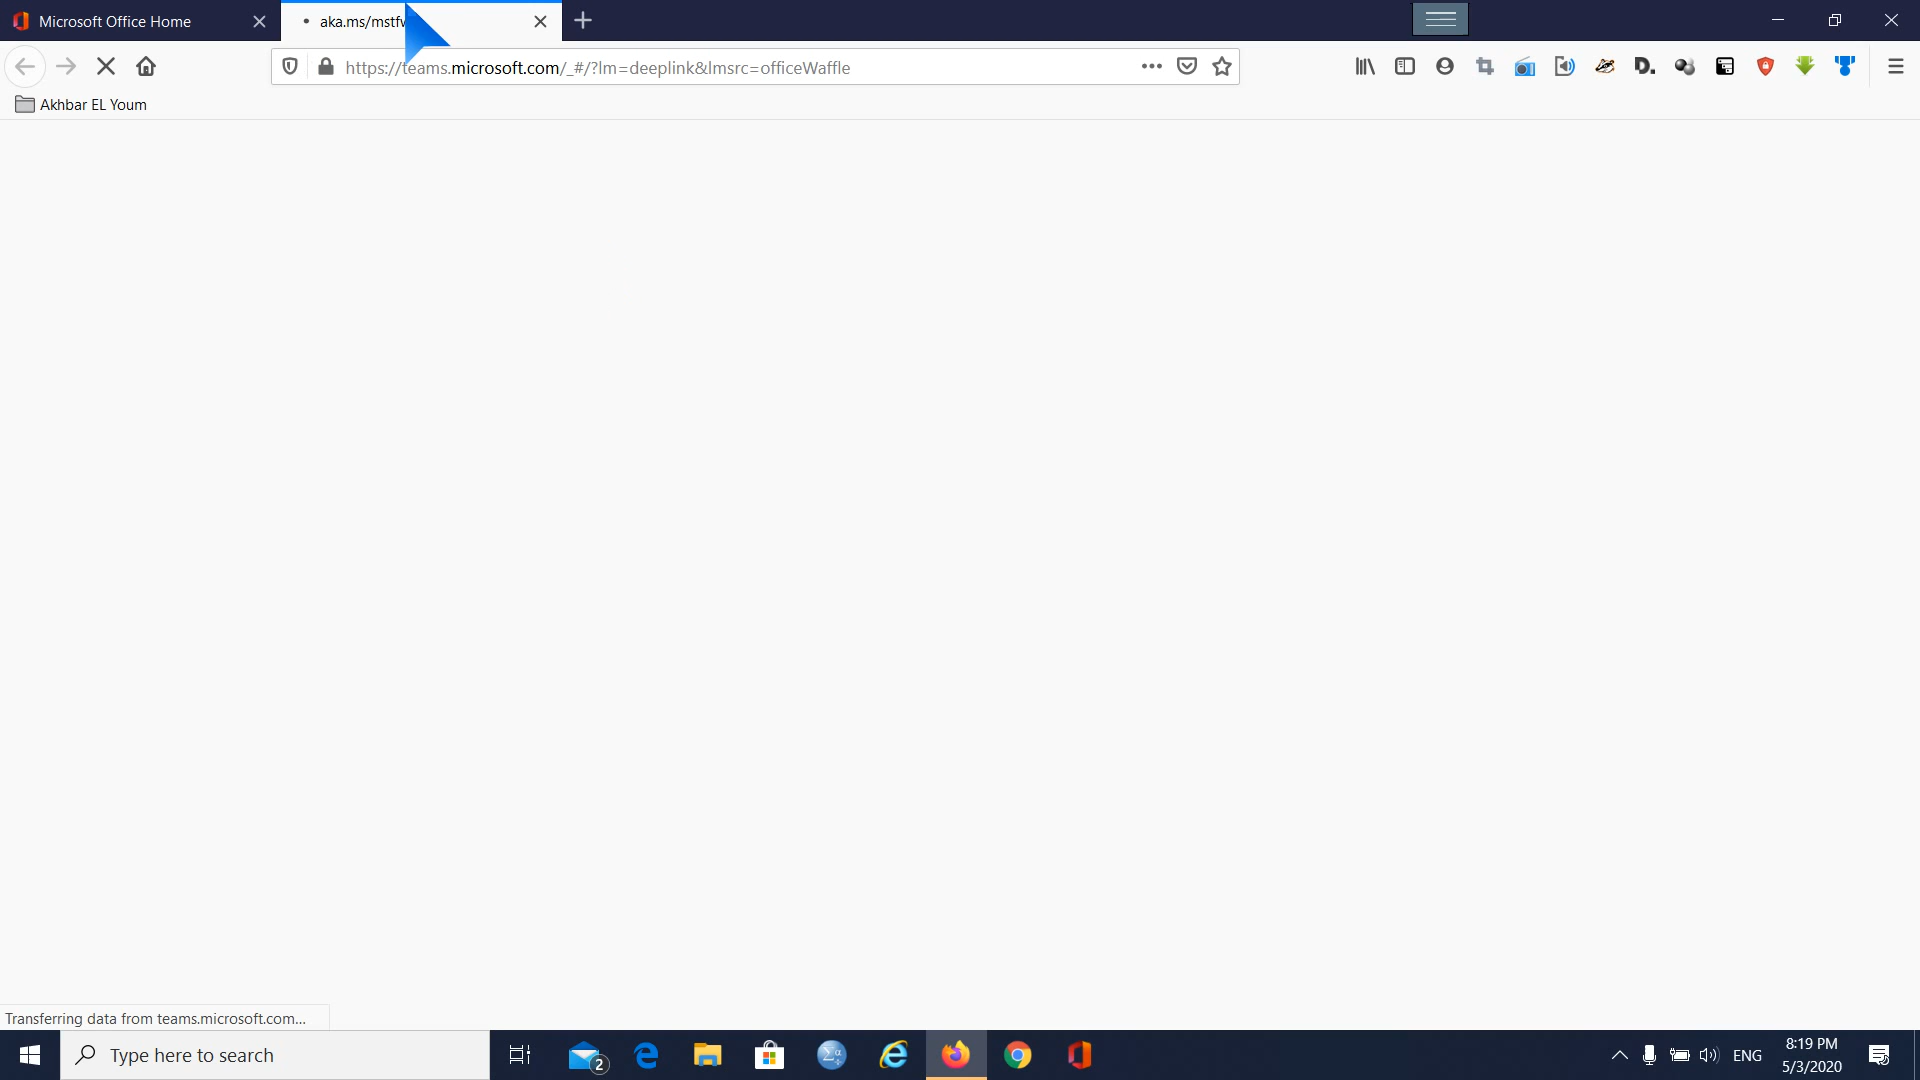 Microsoft Office Home
aka.ms/mstf
https://teams.microsoft.com/_#/?lm=deeplink&lmsrc=officeWaffle
D.
Akhbar EL Youm
Transferring data from teams.microsoft.com...
Type here to search
2
ENG
8:19 PM
5/3/2020